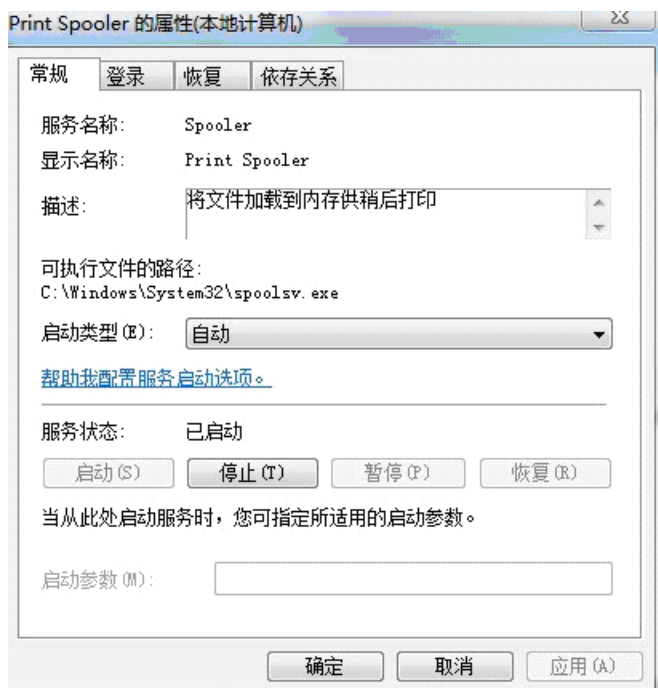 Print Spooler 的属性(本地计算机)
常规 登录 恢复 依存关系
服务名称: Spooler
显示名称: Print Spooler
描述: 将文件加载到内存供稍后打印
可执行文件的路径:
C:\Windows\System32\spoolsv.exe
启动类型(E): 自动
帮助我配置服务启动选项。
服务状态: 已启动
启动(S) 停止(T) 暂停(P) 恢复(R)
当从此处启动服务时，您可指定所适用的启动参数。
启动参数(M):
确定 取消 应用(A)